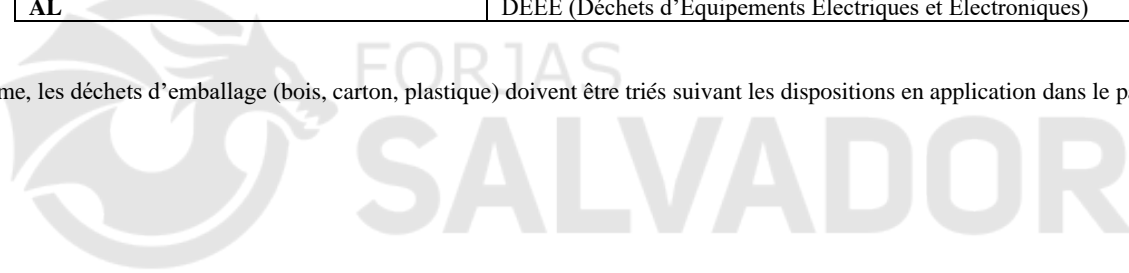 AL DEEE (Déchets d’Equipements Electriques et Electroniques)
FORJAS
me, les déchets d’emballage (bois, carton, plastique) doivent être triés suivant les dispositions en application dans le p
SALVADOR